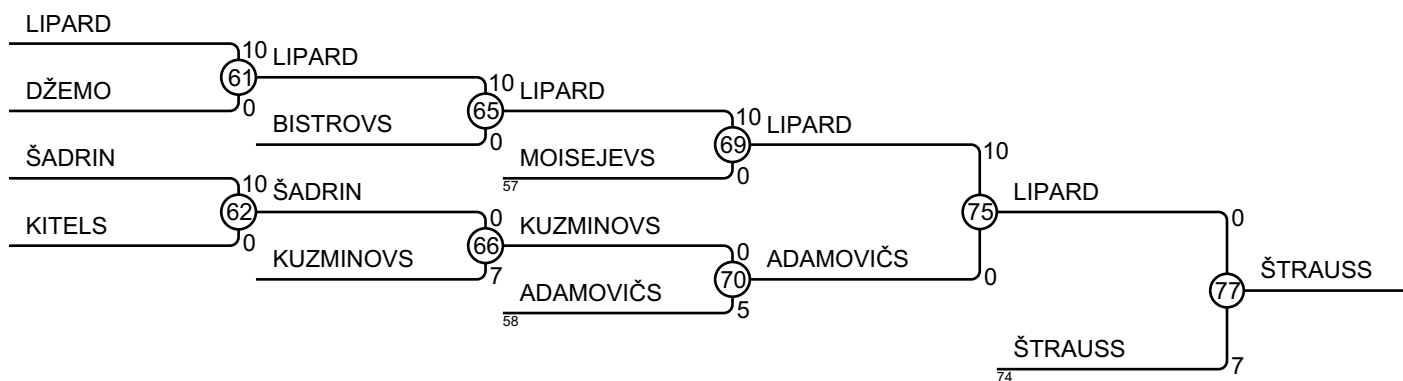 LIPARD
10
LIPARD
61
10
DŽEMO
LIPARD
0
65
10
BISTROVS
LIPARD
0
69
ŠADRIN
MOISEJEVS
10
10
57
0
LIPARD
ŠADRIN
62
0
75
KITELS
KUZMINOVS
0
0
66
0
KUZMINOVS
ADAMOVIČS
0
ŠTRAUSS
7
70
77
ADAMOVIČS
5
58
ŠTRAUSS
7
74